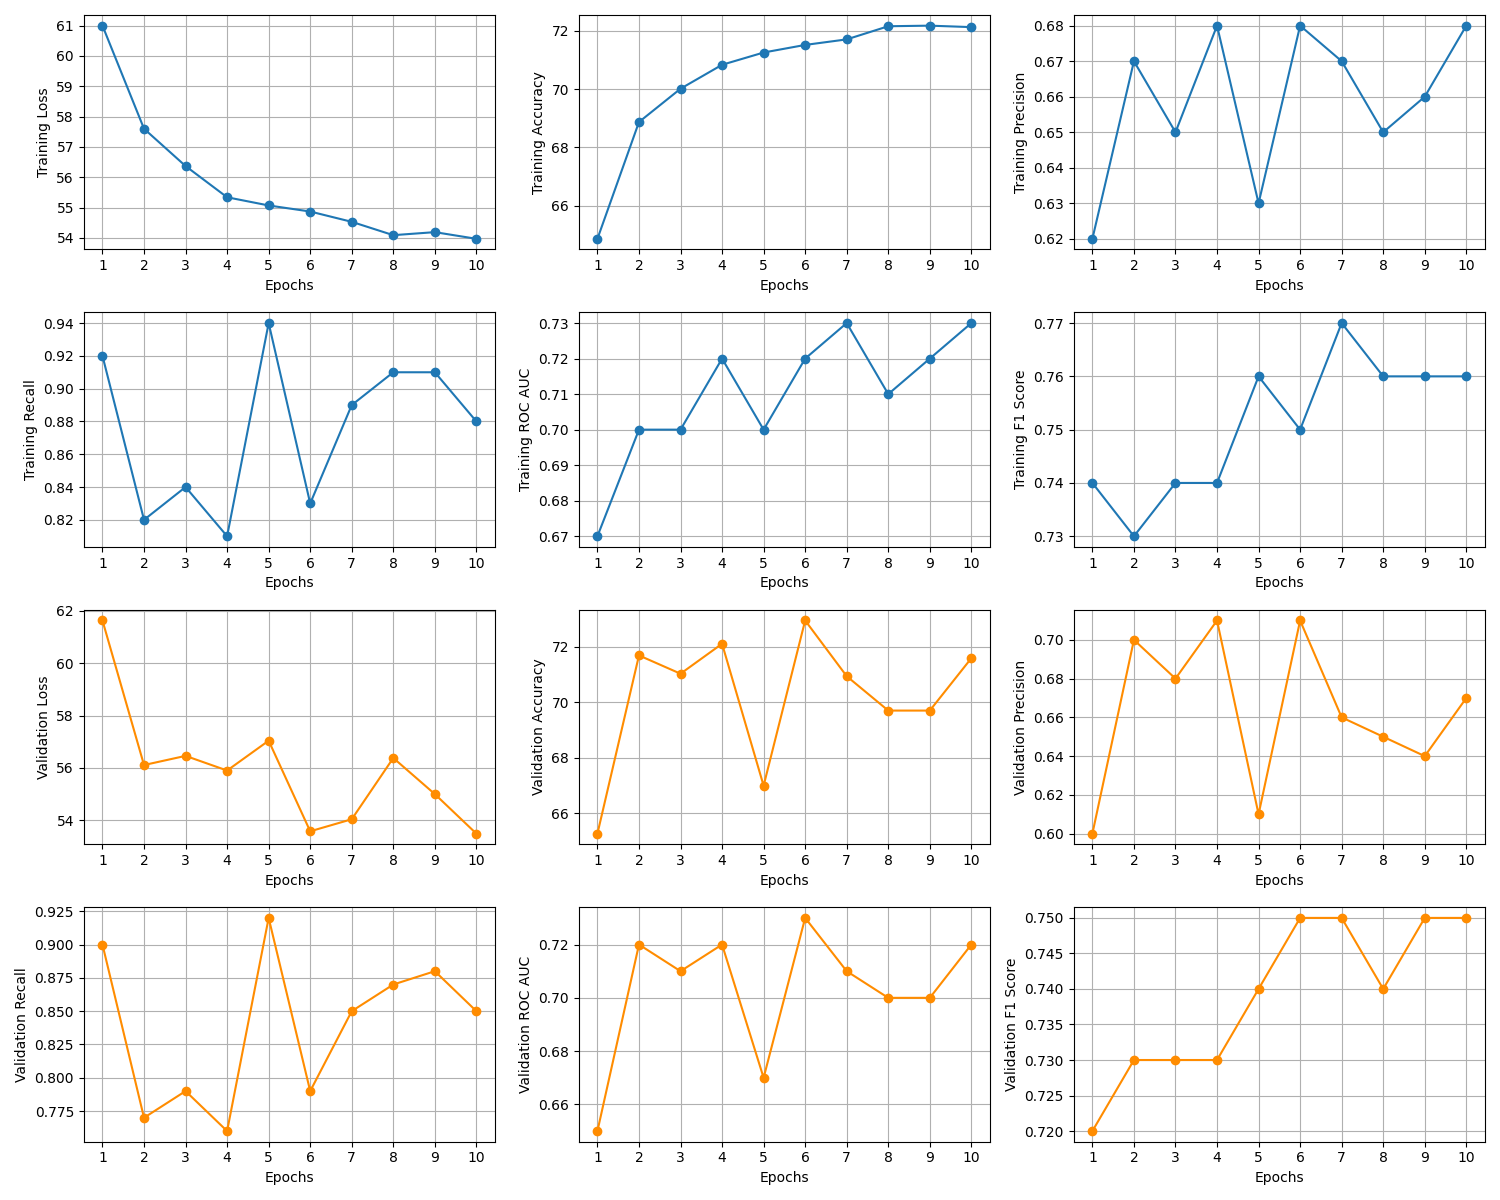 Training Loss
61
60
59
58
57
56
55
54
1 2 3 4 5 6 7 8 9 10
Epochs
Training Accuracy
72
70
68
66
1 2 3 4 5 6 7 8 9 10
Epochs
Training Precision
0.68
0.67
0.66
0.65
0.64
0.63
0.62
1 2 3 4 5 6 7 8 9 10
Epochs
Training Recall
0.94
0.92
0.90
0.88
0.86
0.84
0.82
1 2 3 4 5 6 7 8 9 10
Epochs
Training ROC AUC
0.73
0.72
0.71
0.70
0.69
0.68
0.67
1 2 3 4 5 6 7 8 9 10
Epochs
Training F1 Score
0.77
0.76
0.75
0.74
0.73
1 2 3 4 5 6 7 8 9 10
Epochs
Validation Loss
62
60
58
56
54
1 2 3 4 5 6 7 8 9 10
Epochs
Validation Accuracy
72
70
68
66
1 2 3 4 5 6 7 8 9 10
Epochs
Validation Precision
0.70
0.68
0.66
0.64
0.62
0.60
1 2 3 4 5 6 7 8 9 10
Epochs
Validation Recall
0.925
0.900
0.875
0.850
0.825
0.800
0.775
1 2 3 4 5 6 7 8 9 10
Epochs
Validation ROC AUC
0.72
0.70
0.68
0.66
1 2 3 4 5 6 7 8 9 10
Epochs
Validation F1 Score
0.750
0.745
0.740
0.735
0.730
0.725
0.720
1 2 3 4 5 6 7 8 9 10
Epochs